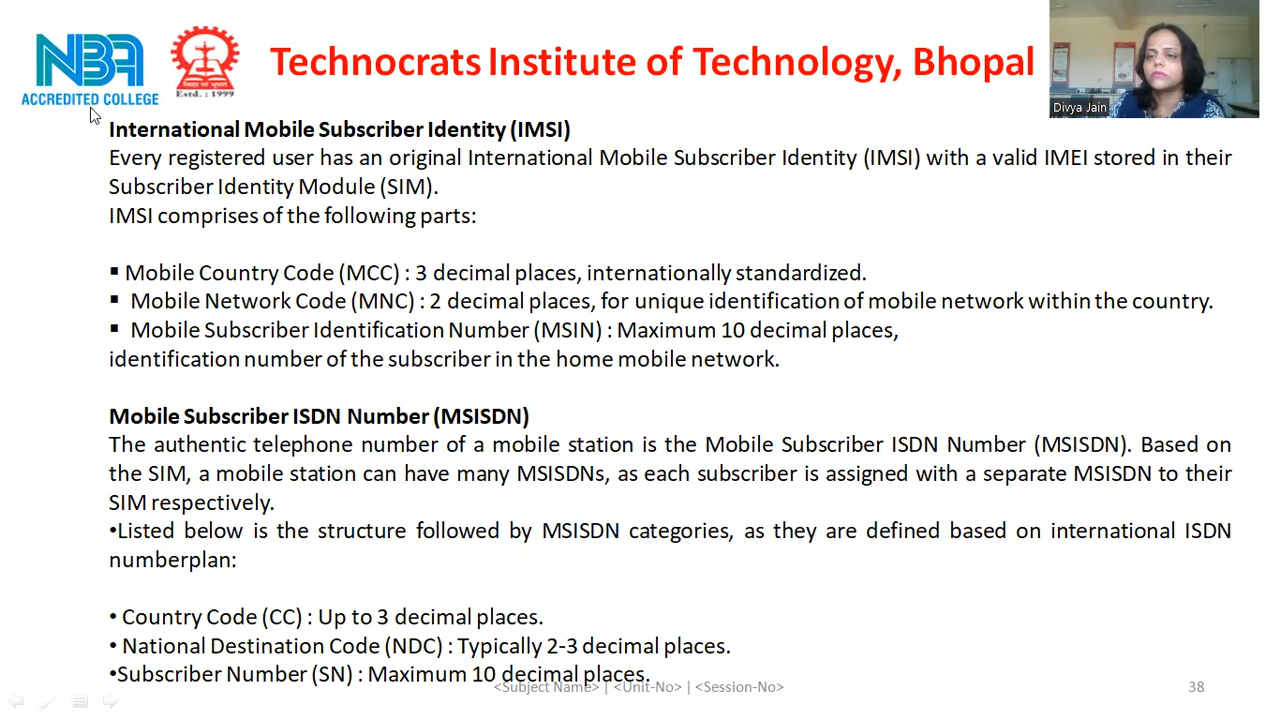 NBA
ACCREDITED COLLEGE
Estd. : 1999
Technocrats Institute of Technology, Bhopal
Divya Jain
International Mobile Subscriber Identity (IMSI)
Every registered user has an original International Mobile Subscriber Identity (IMSI) with a valid IMEI stored in their
Subscriber Identity Module (SIM).
IMSI comprises of the following parts:
▪ Mobile Country Code (MCC) : 3 decimal places, internationally standardized.
▪ Mobile Network Code (MNC) : 2 decimal places, for unique identification of mobile network within the country.
▪ Mobile Subscriber Identification Number (MSIN) : Maximum 10 decimal places,
identification number of the subscriber in the home mobile network.
Mobile Subscriber ISDN Number (MSISDN)
The authentic telephone number of a mobile station is the Mobile Subscriber ISDN Number (MSISDN). Based on
the SIM, a mobile station can have many MSISDNs, as each subscriber is assigned with a separate MSISDN to their
SIM respectively.
•Listed below is the structure followed by MSISDN categories, as they are defined based on international ISDN
numberplan:
• Country Code (CC) : Up to 3 decimal places.
• National Destination Code (NDC) : Typically 2-3 decimal places.
•Subscriber Number (SN) : Maximum 10 decimal places.
<Subject Name> | <Unit-No> | <Session-No>
38